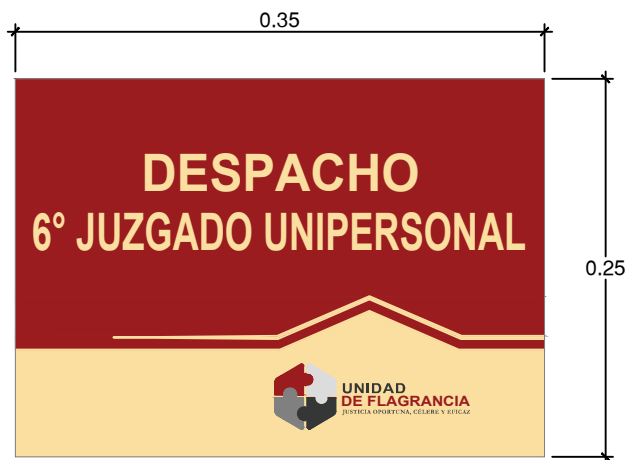 0.35
DESPACHO
6° JUZGADO UNIPERSONAL
0.25
UNIDAD
DE FLAGRANCIA
JUSTICIA OPORTUNA, CÉLERE Y EFICAZ